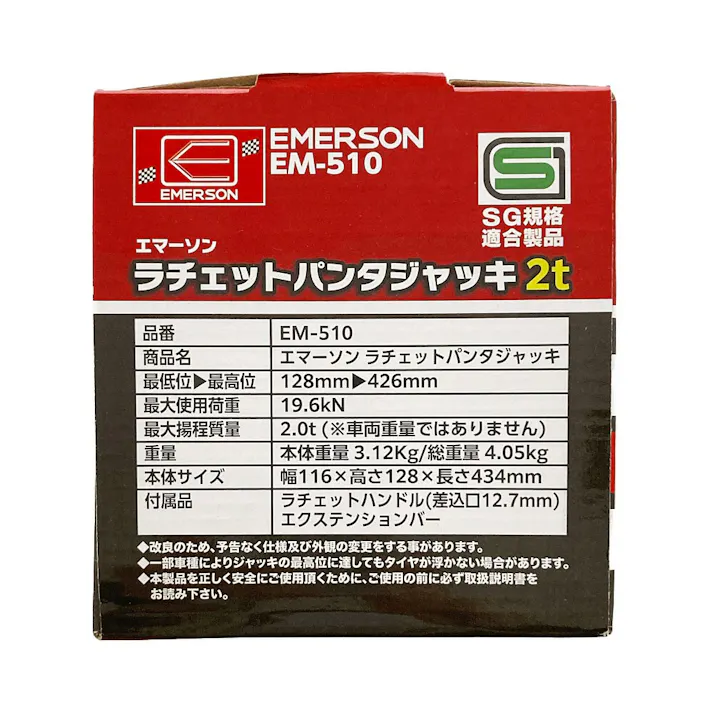 EMERSON
EMERSON
EM-510
SG規格
適合製品
エマーソン
ラチェットパンタジャッキ 2t
品番 EM-510
商品名 エマーソン ラチェットパンタジャッキ
最低位▶最高位 128mm▶426mm
最大使用荷重 19.6kN
最大揚程質量 2.0t (※車両重量ではありません)
重量 本体重量 3.12Kg/総重量 4.05kg
本体サイズ 幅116×高さ128×長さ434mm
付属品 ラチェットハンドル(差込口12.7mm)
エクステンションバー
◆改良のため、予告なく仕様及び外観の変更をする事があります。
◆一部車種によりジャッキの最高位に達してもタイヤが浮かない場合があります。
◆本製品を正しく安全にご使用頂くために、ご使用の前に必ず取扱説明書を
お読み下さい。